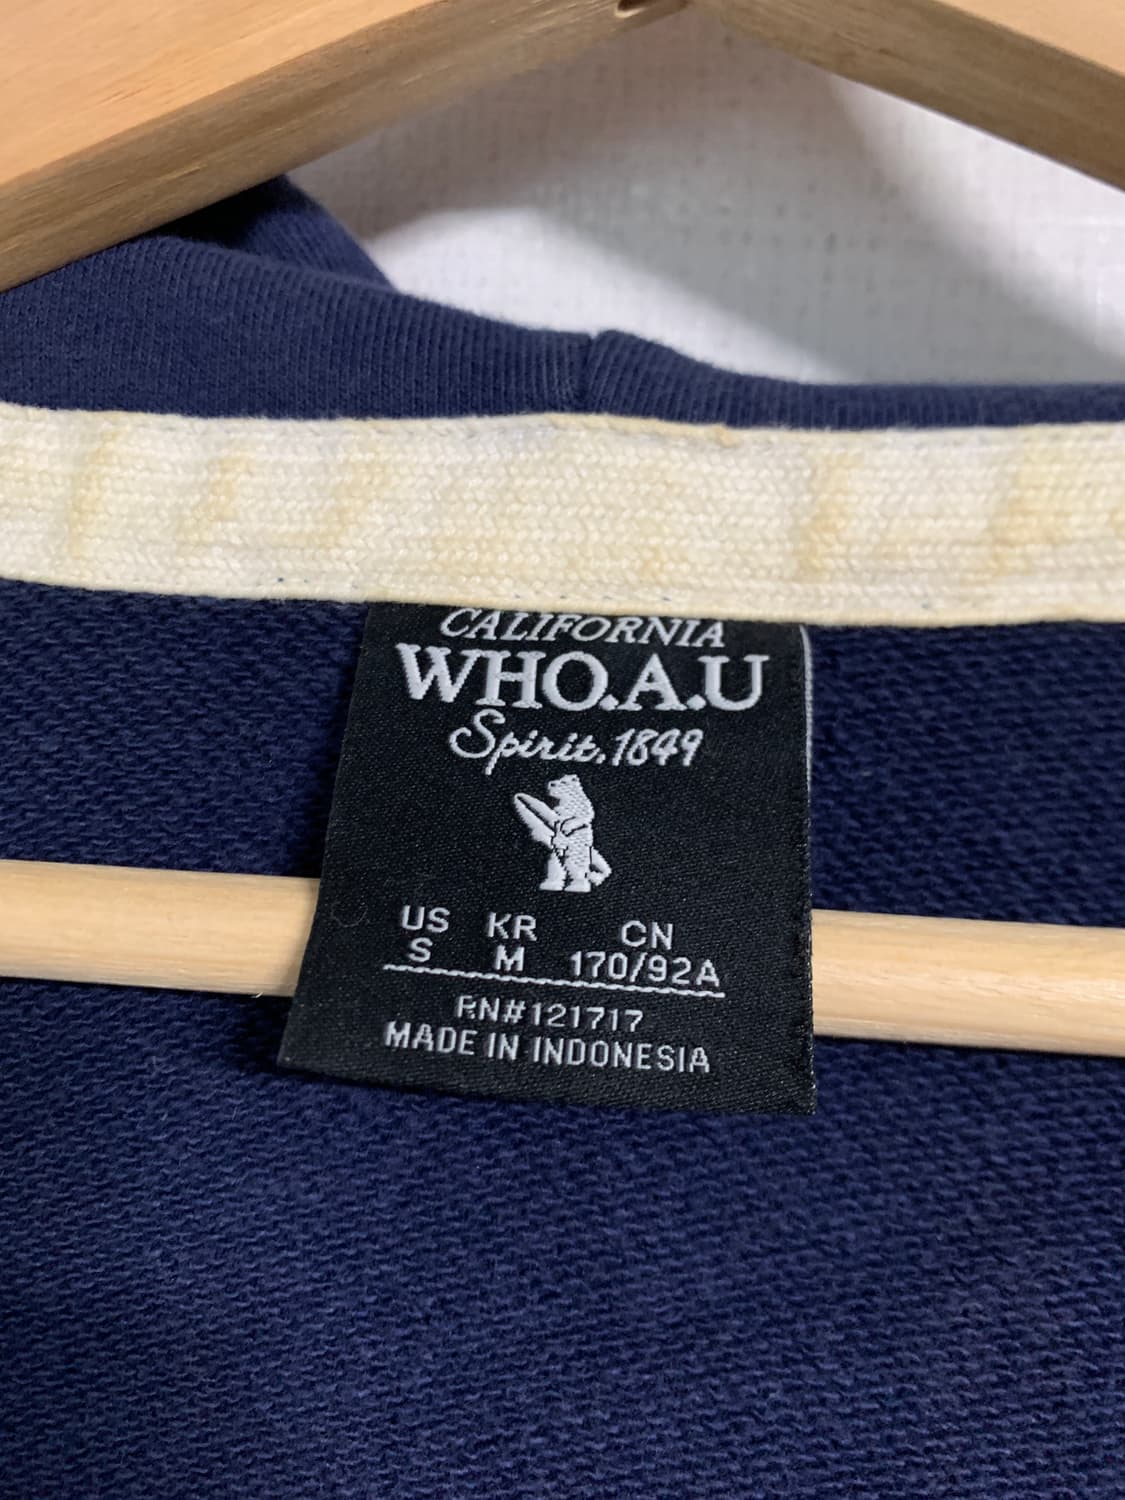 CALIFORNIA
WHO.A.U
Spirit.1849
US KR CN
S M 170/92A
RN#121717
MADE IN INDONESIA